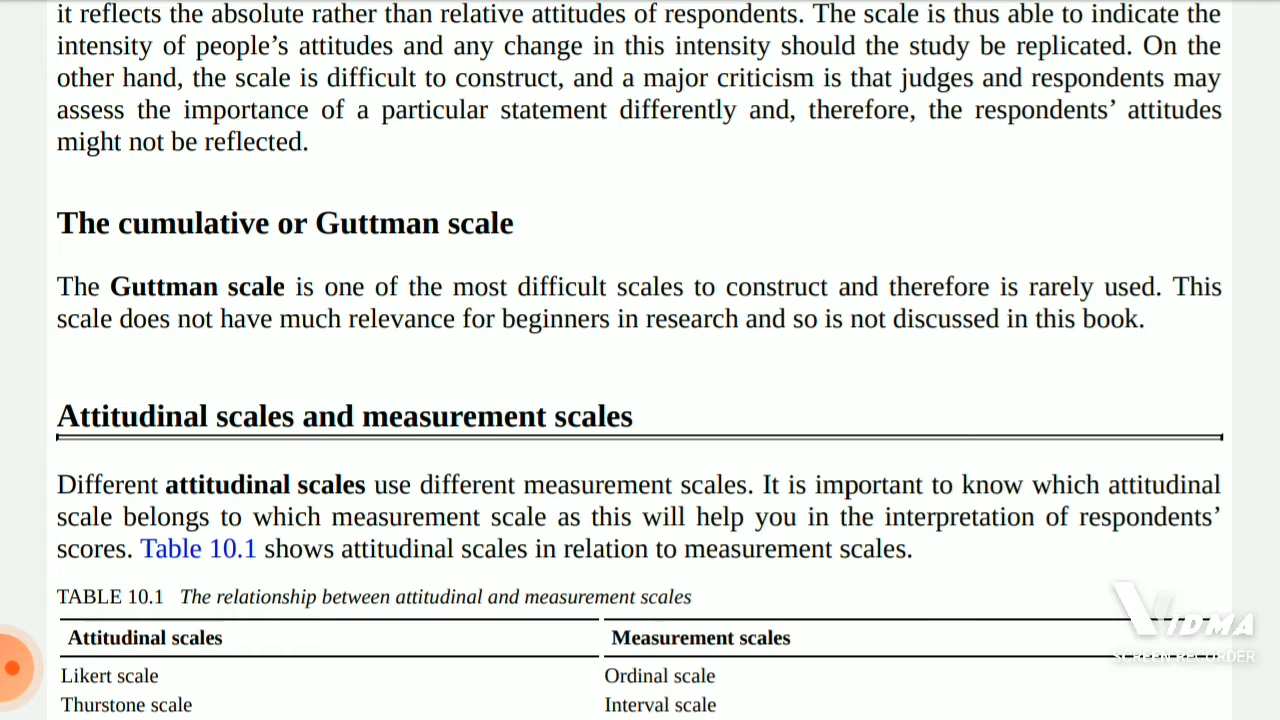 it reflects the absolute rather than relative attitudes of respondents. The scale is thus able to indicate the
intensity of people’s attitudes and any change in this intensity should the study be replicated. On the
other hand, the scale is difficult to construct, and a major criticism is that judges and respondents may
assess the importance of a particular statement differently and, therefore, the respondents’ attitudes
might not be reflected.
The cumulative or Guttman scale
The Guttman scale is one of the most difficult scales to construct and therefore is rarely used. This
scale does not have much relevance for beginners in research and so is not discussed in this book.
Attitudinal scales and measurement scales
Different attitudinal scales use different measurement scales. It is important to know which attitudinal
scale belongs to which measurement scale as this will help you in the interpretation of respondents’
scores. Table 10.1 shows attitudinal scales in relation to measurement scales.
TABLE 10.1 The relationship between attitudinal and measurement scales
Attitudinal scales Measurement scales
Likert scale Ordinal scale
Thurstone scale Interval scale
VIDMA
SCREEN RECORDER